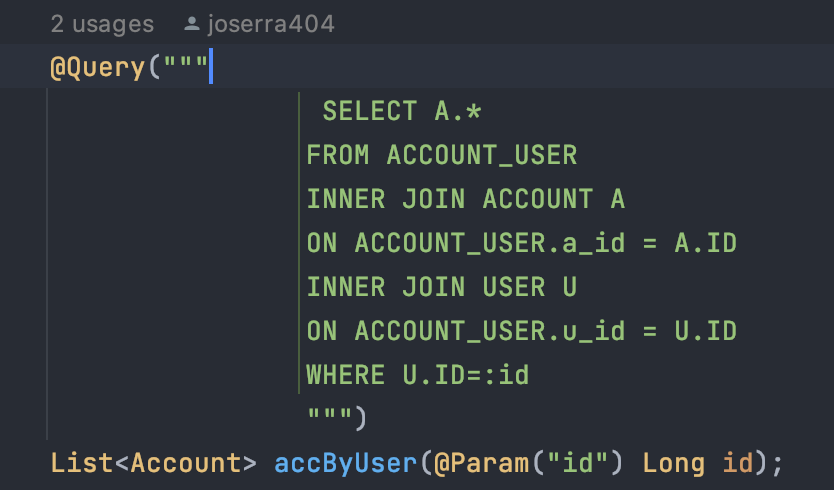 2 usages joserra404
@Query("""
SELECT A.*
FROM ACCOUNT_USER
INNER JOIN ACCOUNT A
ON ACCOUNT_USER.a_id = A.ID
INNER JOIN USER U
ON ACCOUNT_USER.u_id = U.ID
WHERE U.ID=:id
""")
List<Account> accByUser(@Param("id") Long id);